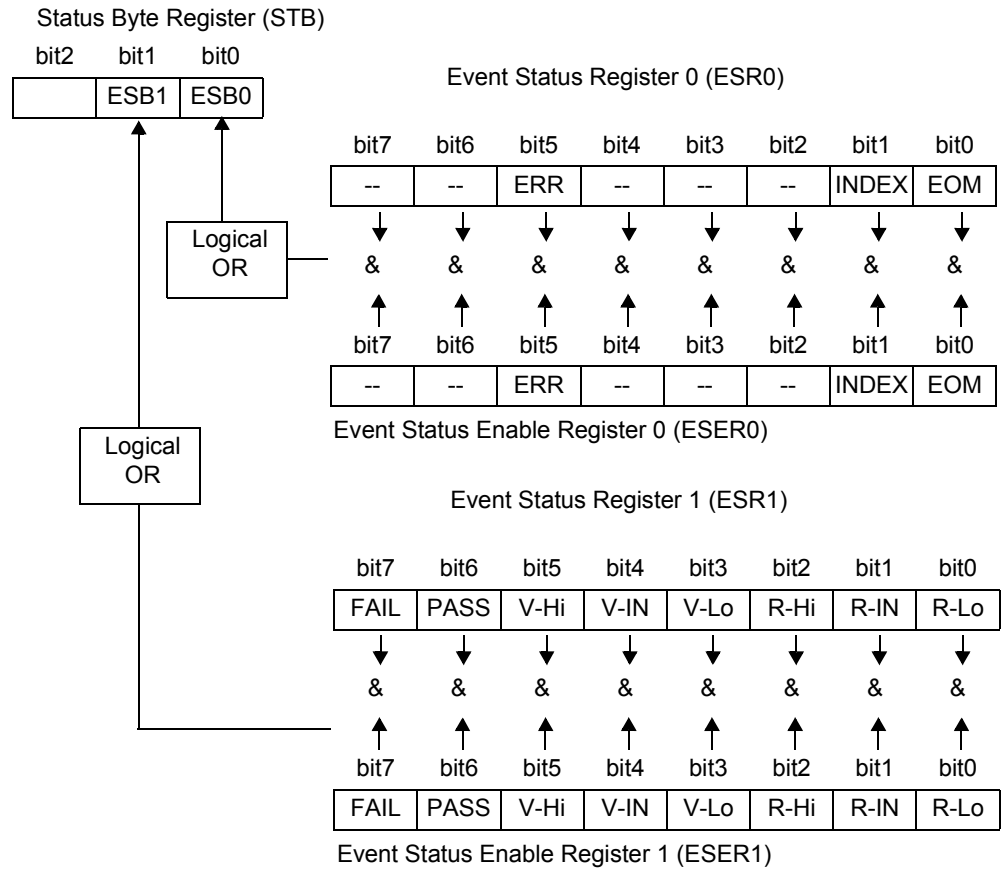 Status Byte Register (STB)
bit2 bit1 bit0
ESB1 ESB0
Event Status Register 0 (ESR0)
bit7 bit6 bit5 bit4 bit3 bit2 bit1 bit0
-- -- ERR -- -- -- INDEX EOM
Logical
OR
& & & & & & & &
bit7 bit6 bit5 bit4 bit3 bit2 bit1 bit0
-- -- ERR -- -- -- INDEX EOM
Event Status Enable Register 0 (ESER0)
Logical
OR
Event Status Register 1 (ESR1)
bit7 bit6 bit5 bit4 bit3 bit2 bit1 bit0
FAIL PASS V-Hi V-IN V-Lo R-Hi R-IN R-Lo
& & & & & & & &
bit7 bit6 bit5 bit4 bit3 bit2 bit1 bit0
FAIL PASS V-Hi V-IN V-Lo R-Hi R-IN R-Lo
Event Status Enable Register 1 (ESER1)